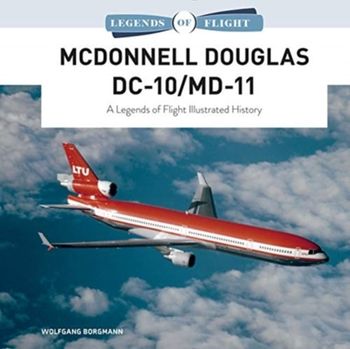 LEGENDS OF FLIGHT
MCDONNELL DOUGLAS
DC-10/MD-11
A Legends of Flight Illustrated History
LTU
WOLFGANG BORGMANN